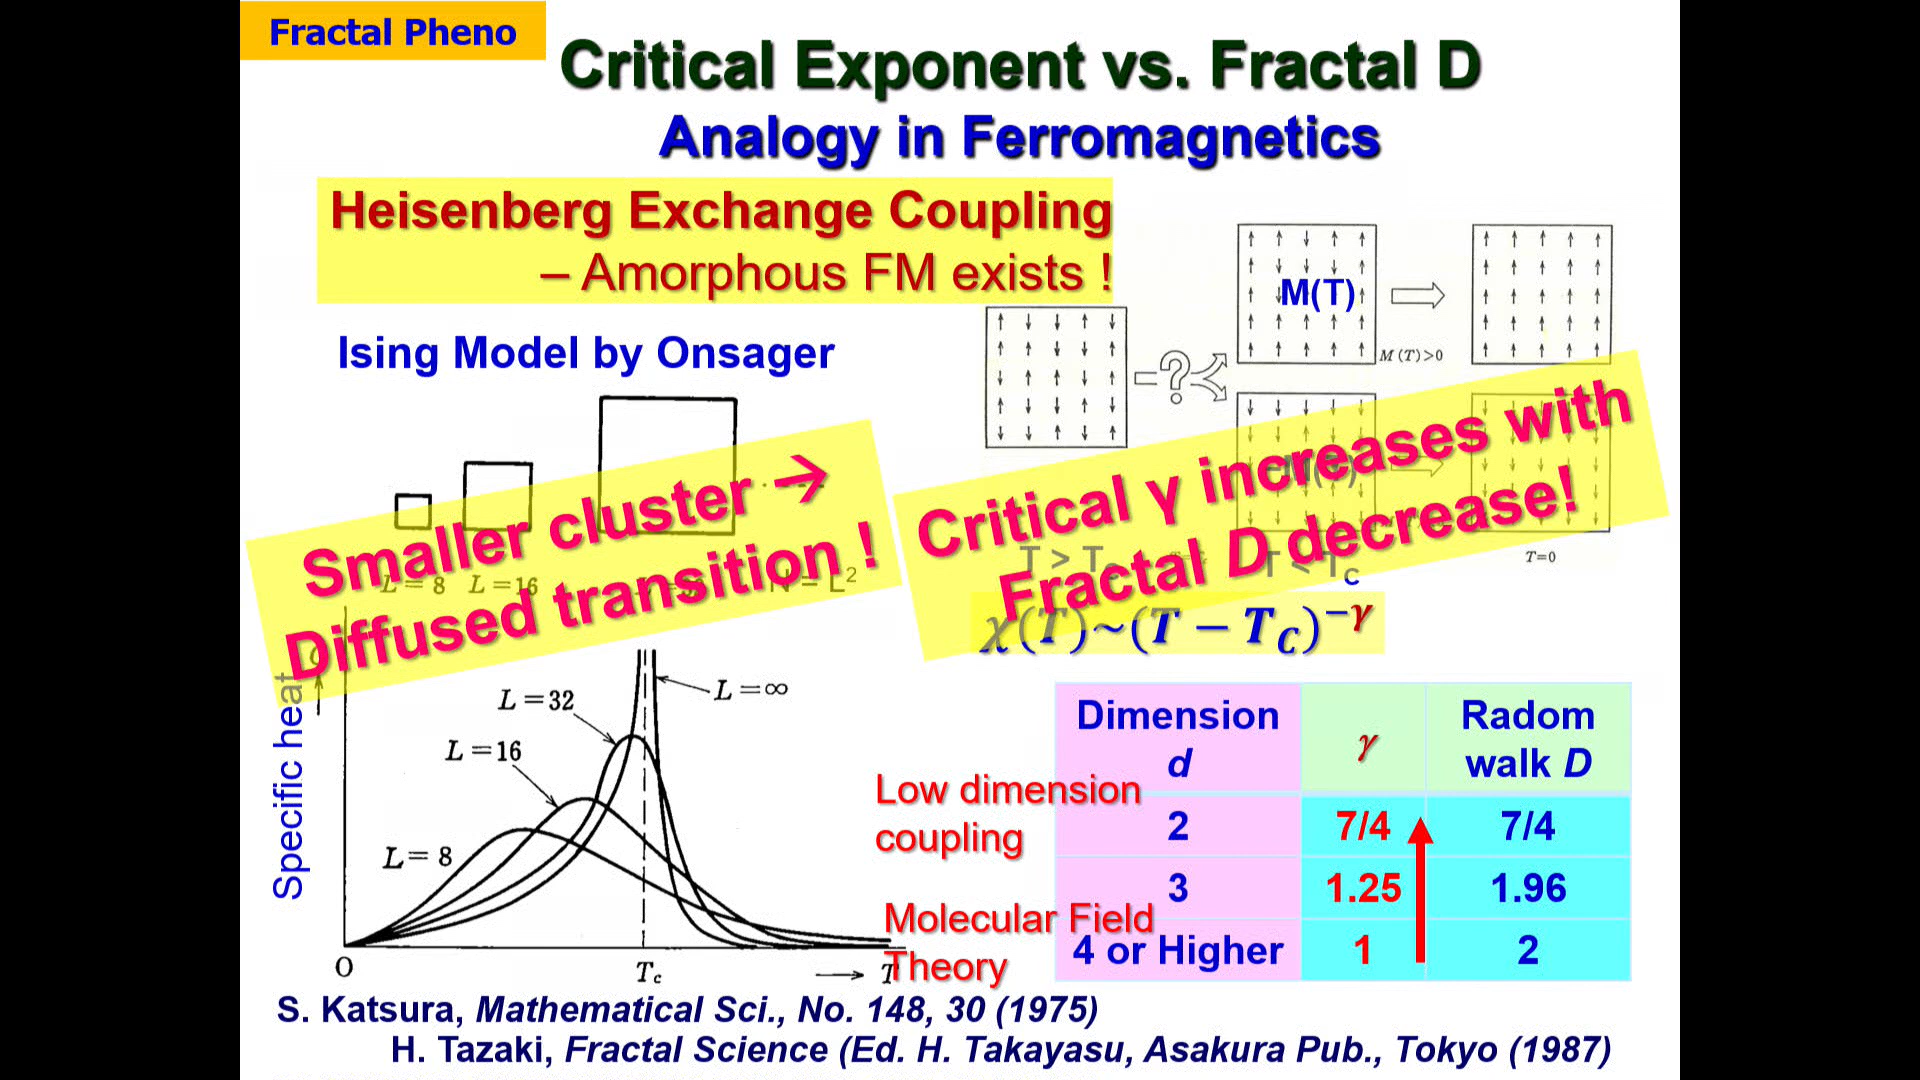 Fractal Pheno
Critical Exponent vs. Fractal D
Analogy in Ferromagnetics
Heisenberg Exchange Coupling
– Amorphous FM exists !
Ising Model by Onsager
M(T)
M(T)>0
?
Smaller cluster →
Diffused transition !
L= 8 L=16
N = L²
Critical γ increases with
Fractal D decrease!
T > T
T < T C
T=0
χ(T)~(T − T_C)^−γ
Specific heat
L=∞
L=32
L=16
L= 8
O
Tc
T
Low dimension
coupling
Molecular Field
Theory
Dimension d γ Radom walk D
2 7/4 7/4
3 1.25 1.96
4 or Higher 1 2
S. Katsura, Mathematical Sci., No. 148, 30 (1975)
H. Tazaki, Fractal Science (Ed. H. Takayasu, Asakura Pub., Tokyo (1987)